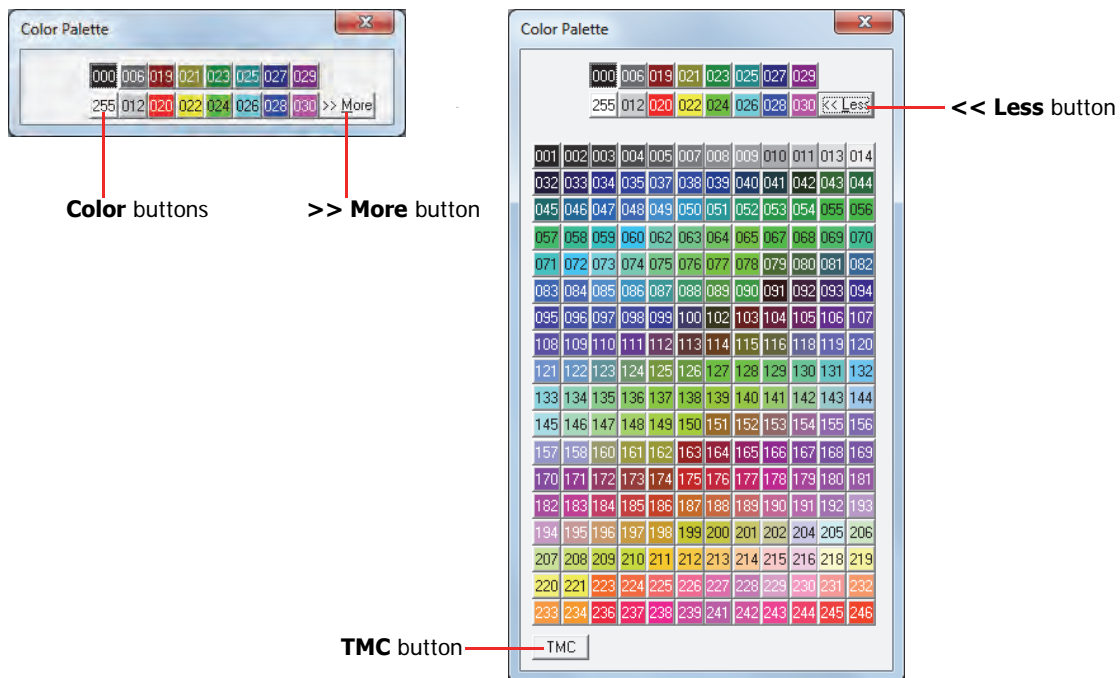 Color Palette
000 006 019 021 023 025 027 029
255 012 020 022 024 026 028 030 >> More
Color buttons
>> More button
Color Palette
000 006 019 021 023 025 027 029
255 012 020 022 024 026 028 030 << Less
<< Less button
001 002 003 004 005 007 008 009 010 011 013 014
032 033 034 035 037 038 039 040 041 042 043 044
045 046 047 048 049 050 051 052 053 054 055 056
057 058 059 060 062 063 064 065 067 068 069 070
071 072 073 074 075 076 077 078 079 080 081 082
083 084 085 086 087 088 089 090 091 092 093 094
095 096 097 098 099 100 102 103 104 105 106 107
108 109 110 111 112 113 114 115 116 118 119 120
121 122 123 124 125 126 127 128 129 130 131 132
133 134 135 136 137 138 139 140 141 142 143 144
145 146 147 148 149 150 151 152 153 154 155 156
157 158 160 161 162 163 164 165 166 167 168 169
170 171 172 173 174 175 176 177 178 179 180 181
182 183 184 185 186 187 188 189 190 191 192 193
194 195 196 197 198 199 200 201 202 204 205 206
207 208 209 210 211 212 213 214 215 216 218 219
220 221 223 224 225 226 227 228 229 230 231 232
233 234 236 237 238 239 241 242 243 244 245 246
TMC button
TMC